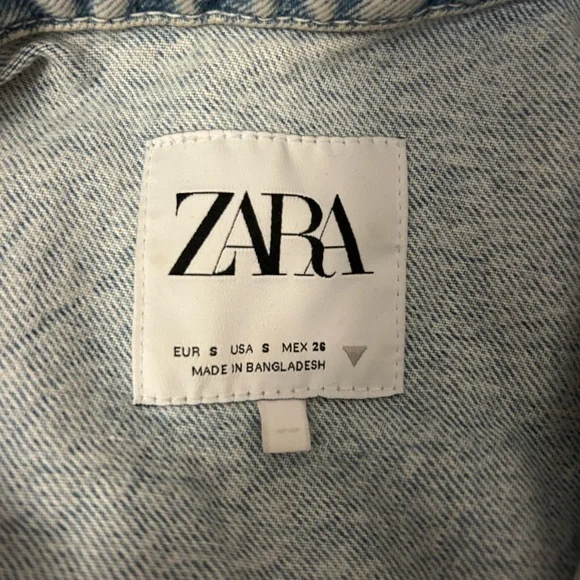 ZARA
EUR S USA S MEX 26
MADE IN BANGLADESH